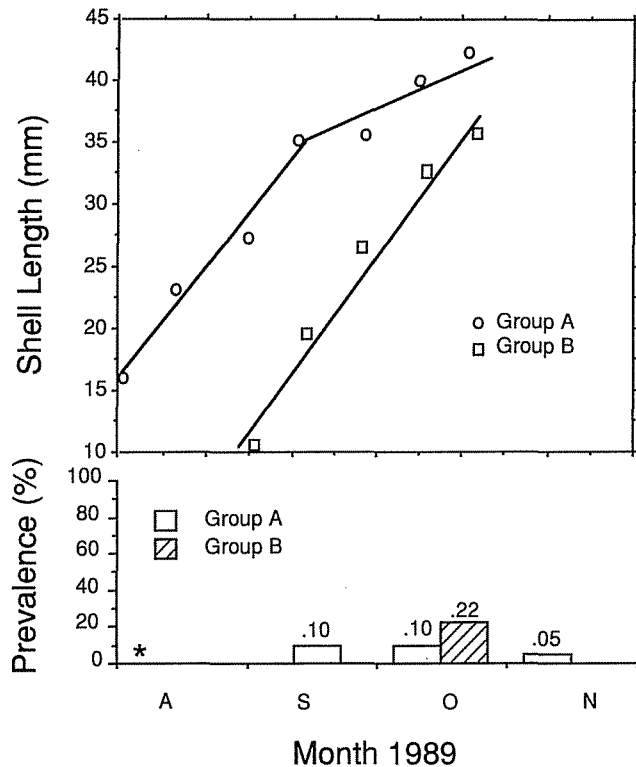 45
40
35
30
25
20
15
10
Shell Length (mm)
Group A
Group B
100
80
60
40
20
0
Prevalence (%)
Group A
Group B
*
.10
.10
.22
.05
A S O N
Month 1989